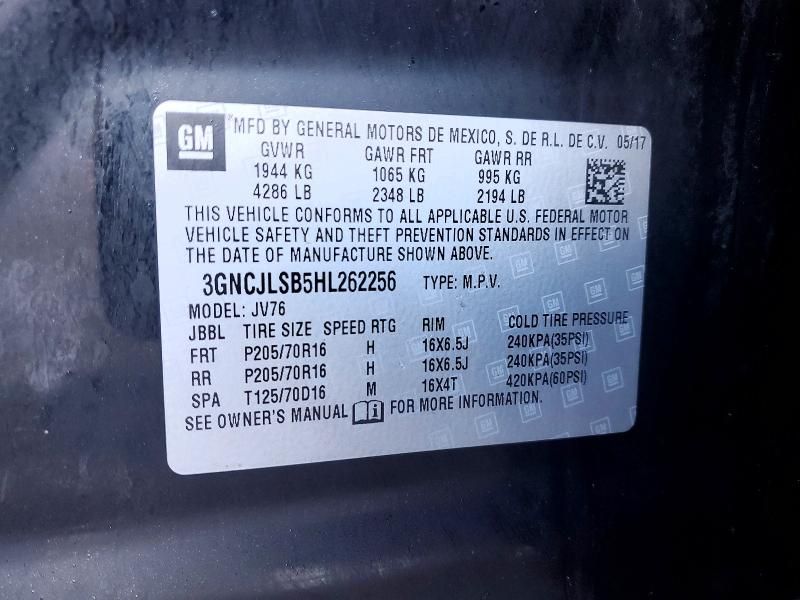 GM *MFD BY GENERAL MOTORS DE MEXICO, S. DE R.L. DE C.V. 05/17
GVWR GAWR FRT GAWR RR
1944 KG 1065 KG 995 KG
4286 LB 2348 LB 2194 LB
THIS VEHICLE CONFORMS TO ALL APPLICABLE U.S. FEDERAL MOTOR
VEHICLE SAFETY AND THEFT PREVENTION STANDARDS IN EFFECT ON
THE DATE OF MANUFACTURE SHOWN ABOVE.
3GNCJLSB5HL262256 TYPE: M.P.V.
MODEL: JV76
JBBL TIRE SIZE SPEED RTG RIM COLD TIRE PRESSURE
FRT P205/70R16 H 16X6.5J 240KPA(35PSI)
RR P205/70R16 H 16X6.5J 240KPA(35PSI)
SPA T125/70D16 M 16X4T 420KPA(60PSI)
SEE OWNER'S MANUAL FOR MORE INFORMATION.